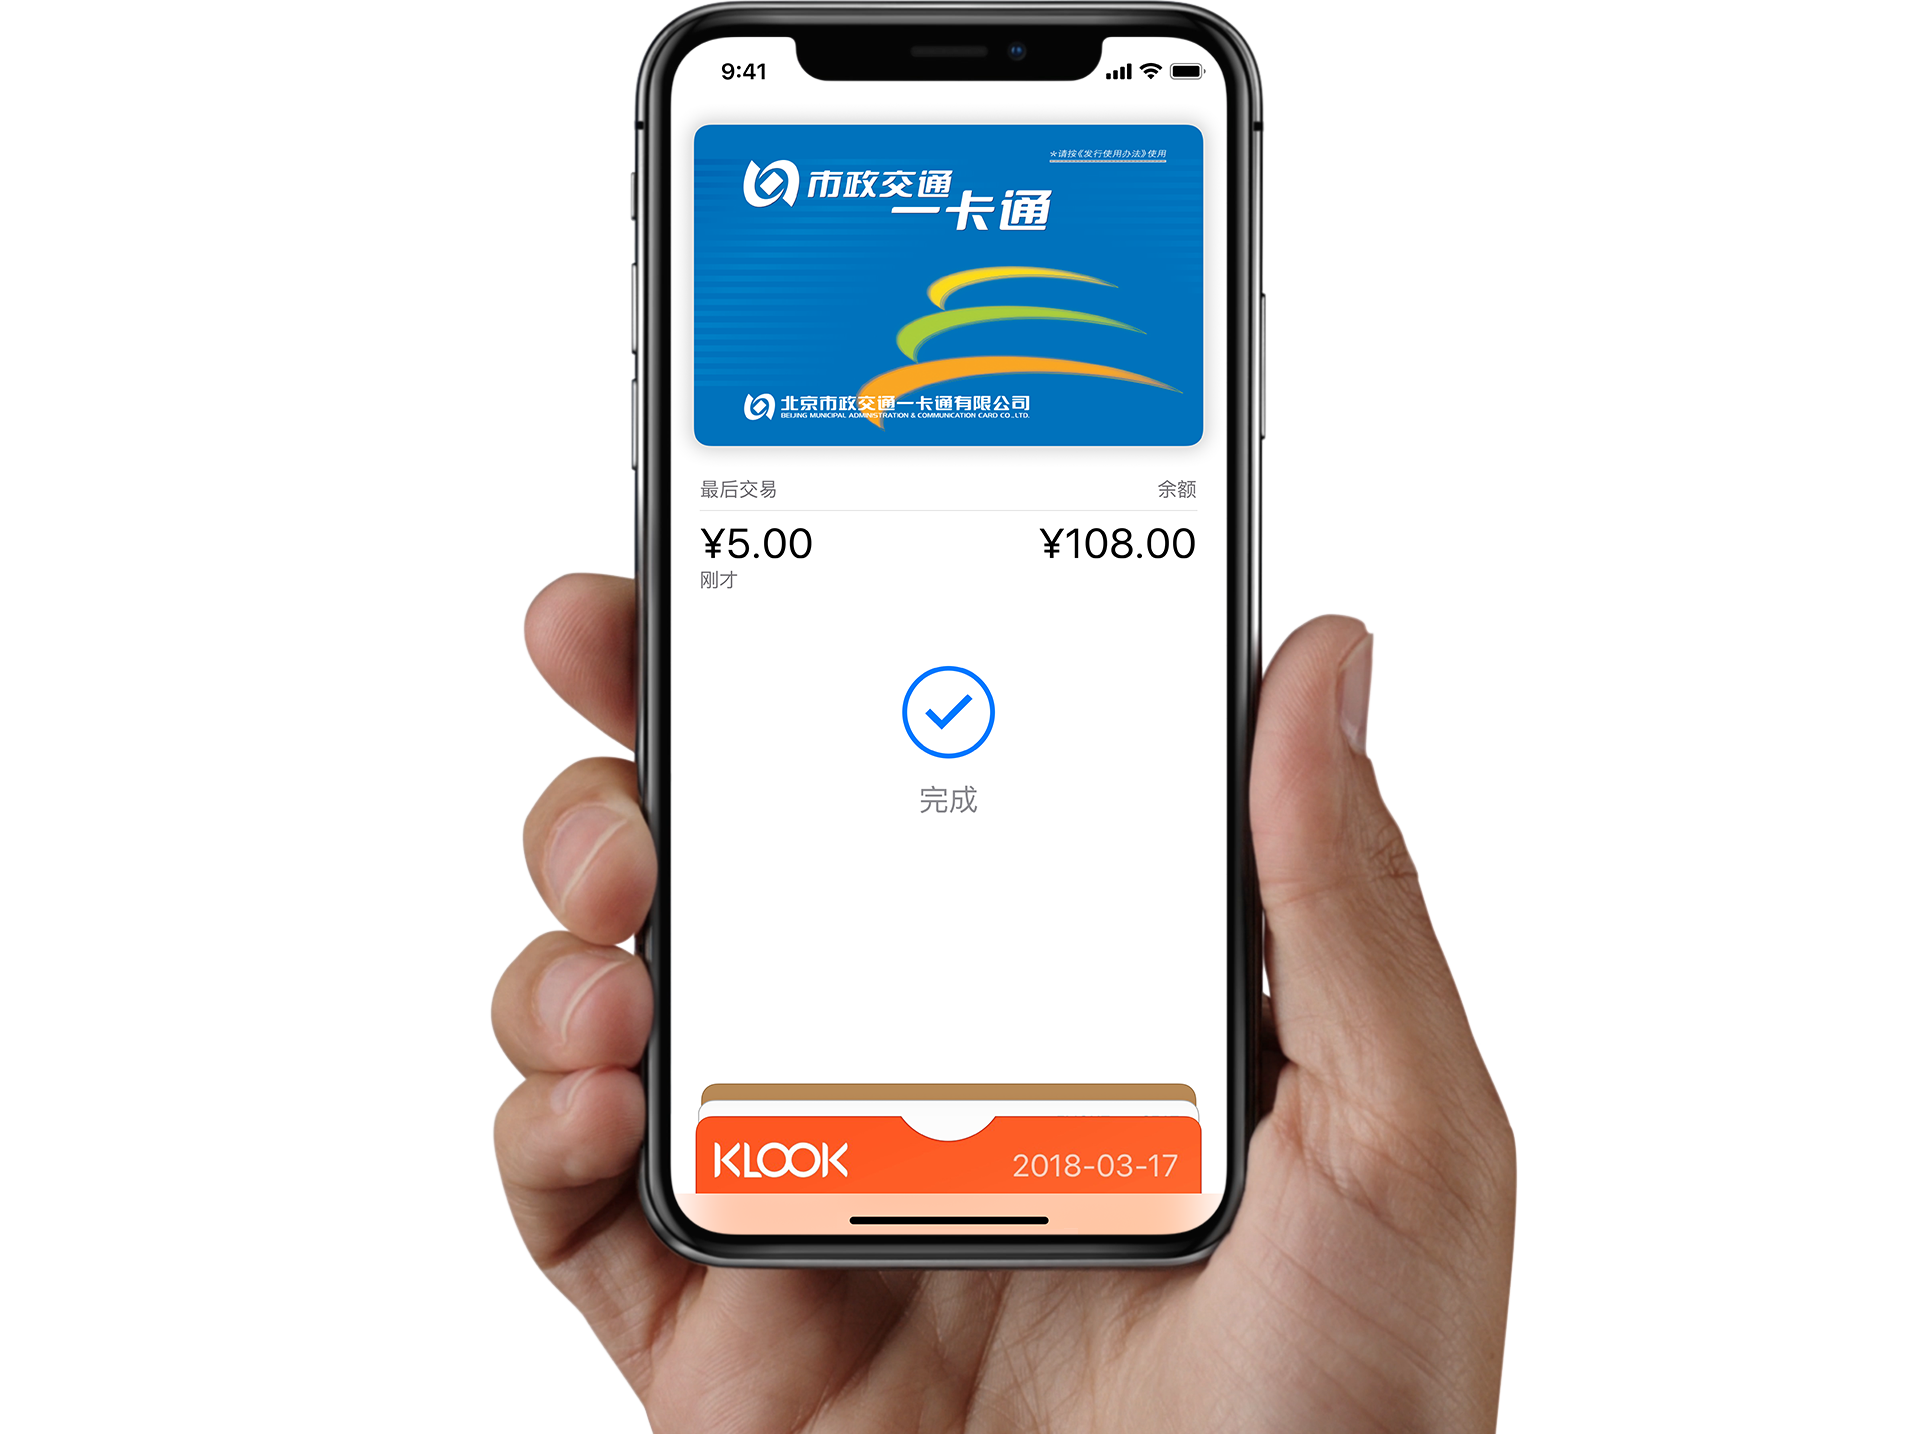 9:41
*请按《发行使用办法》使用
市政交通
一卡通
北京市政交通一卡通有限公司
BEIJING MUNICIPAL ADMINISTRATION & COMMUNICATION CARD CO.,LTD.
最后交易 余额
¥5.00 ¥108.00
刚才
完成
KLOOK 2018-03-17